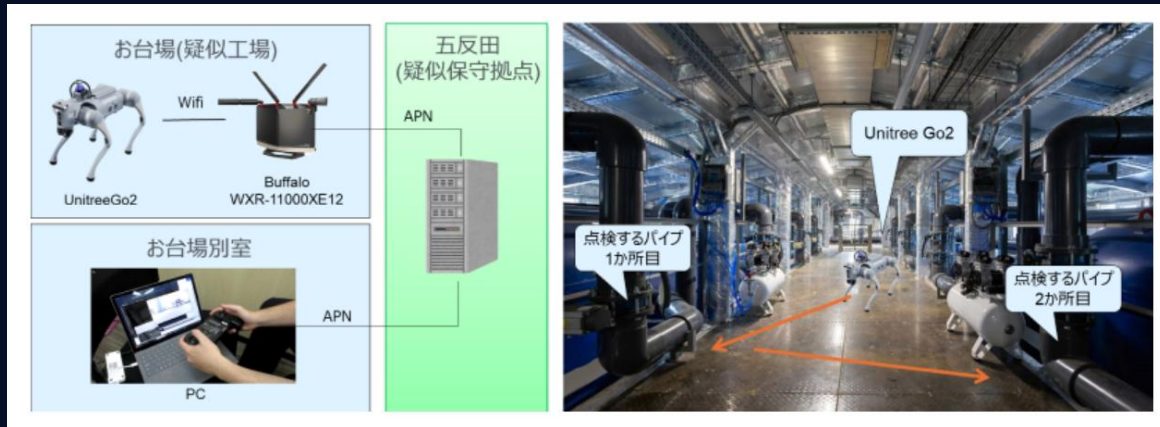 お台場(疑似工場)
Wifi
UnitreeGo2
Buffalo
WXR-11000XE12
APN
五反田
(疑似保守拠点)
お台場別室
APN
PC
Unitree Go2
点検するパイプ
1か所目
点検するパイプ
2か所目